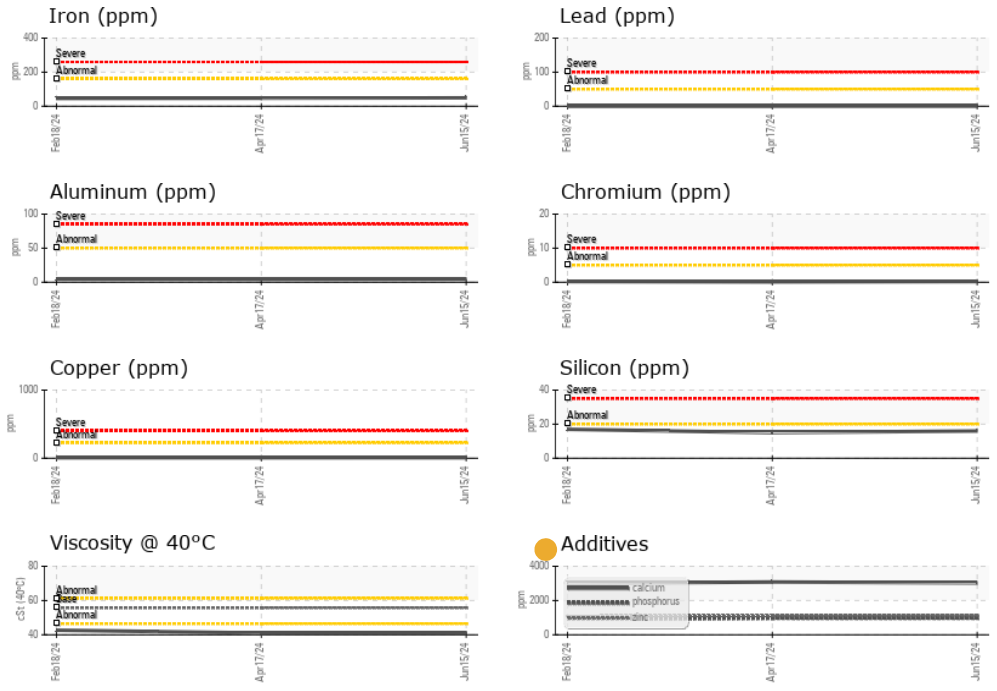 Iron (ppm)
400
200
0
ppm
Severe
Abnormal
Feb18/24
Apr17/24
Jun15/24
Lead (ppm)
200
100
0
ppm
Severe
Abnormal
Feb18/24
Apr17/24
Jun15/24
Aluminum (ppm)
100
50
0
ppm
Severe
Abnormal
Feb18/24
Apr17/24
Jun15/24
Chromium (ppm)
20
10
0
ppm
Severe
Abnormal
Feb18/24
Apr17/24
Jun15/24
Copper (ppm)
1000
0
ppm
Severe
Abnormal
Feb18/24
Apr17/24
Jun15/24
Silicon (ppm)
40
20
0
ppm
Severe
Abnormal
Feb18/24
Apr17/24
Jun15/24
Viscosity @ 40°C
80
60
40
cSt (40°C)
Abnormal
Base
Abnormal
Feb18/24
Apr17/24
Jun15/24
Additives
4000
2000
0
ppm
calcium
phosphorus
zinc
Feb18/24
Apr17/24
Jun15/24